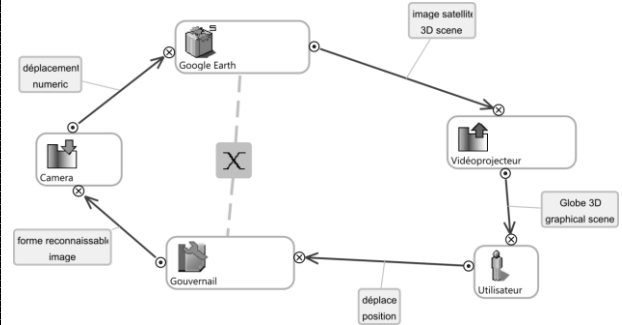 image satellite
3D scene
S
Google Earth
déplacement
numeric
Vidéoprojecteur
Camera
X
Globe 3D
graphical scene
forme reconnaissabl
image
Gouvernail
Utilisateur
déplace
position